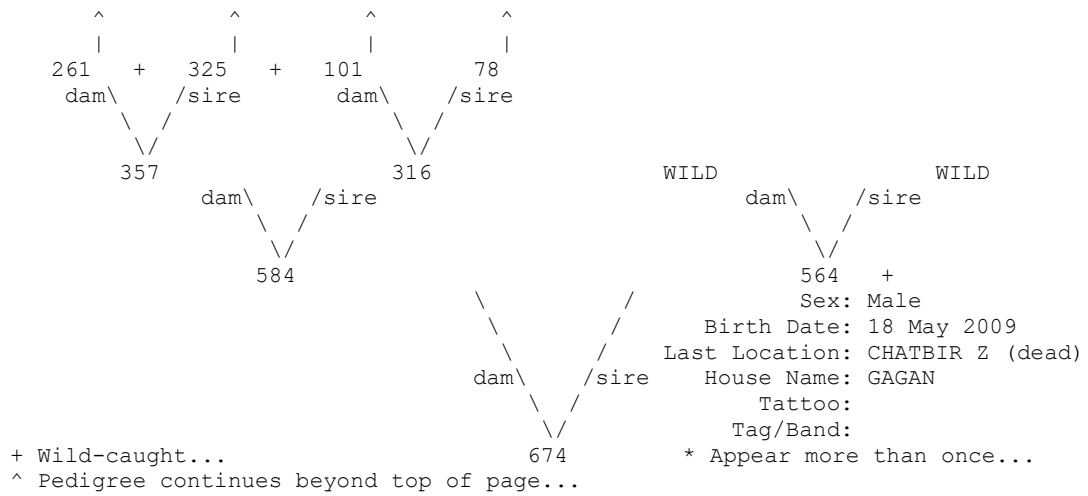 ^ ^ ^ ^
| | | |
261 + 325 + 101 78
dam\ /sire dam\ /sire
\ / \ /
\/ \/
357 316 WILD WILD
dam\ /sire dam\ /sire
\ / \ /
\/ \/
584 564 +
\ / Sex: Male
\ / Birth Date: 18 May 2009
\ / Last Location: CHATBIR Z (dead)
dam\ /sire House Name: GAGAN
\ / Tattoo:
\/ Tag/Band:
+ Wild-caught... 674 * Appear more than once...
^ Pedigree continues beyond top of page...